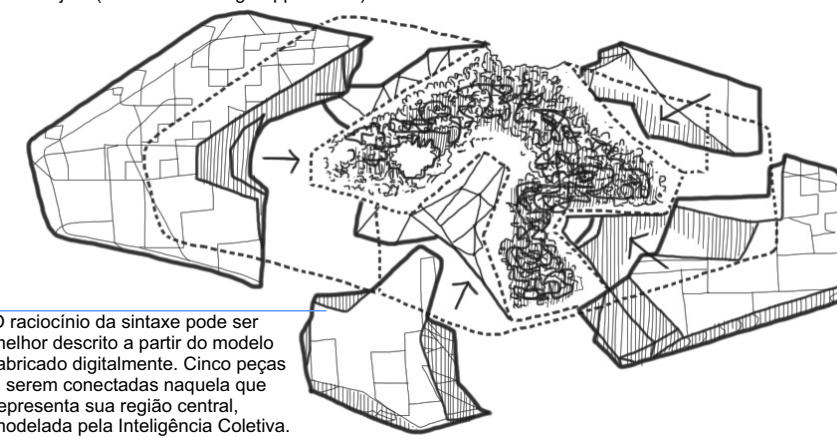 raciocínio da sintaxe pode ser
melhor descrito a partir do modelo
fabricado digitalmente. Cinco peças
serem conectadas naquela que
representa sua região central,
modelada pela Inteligência Coletiva.